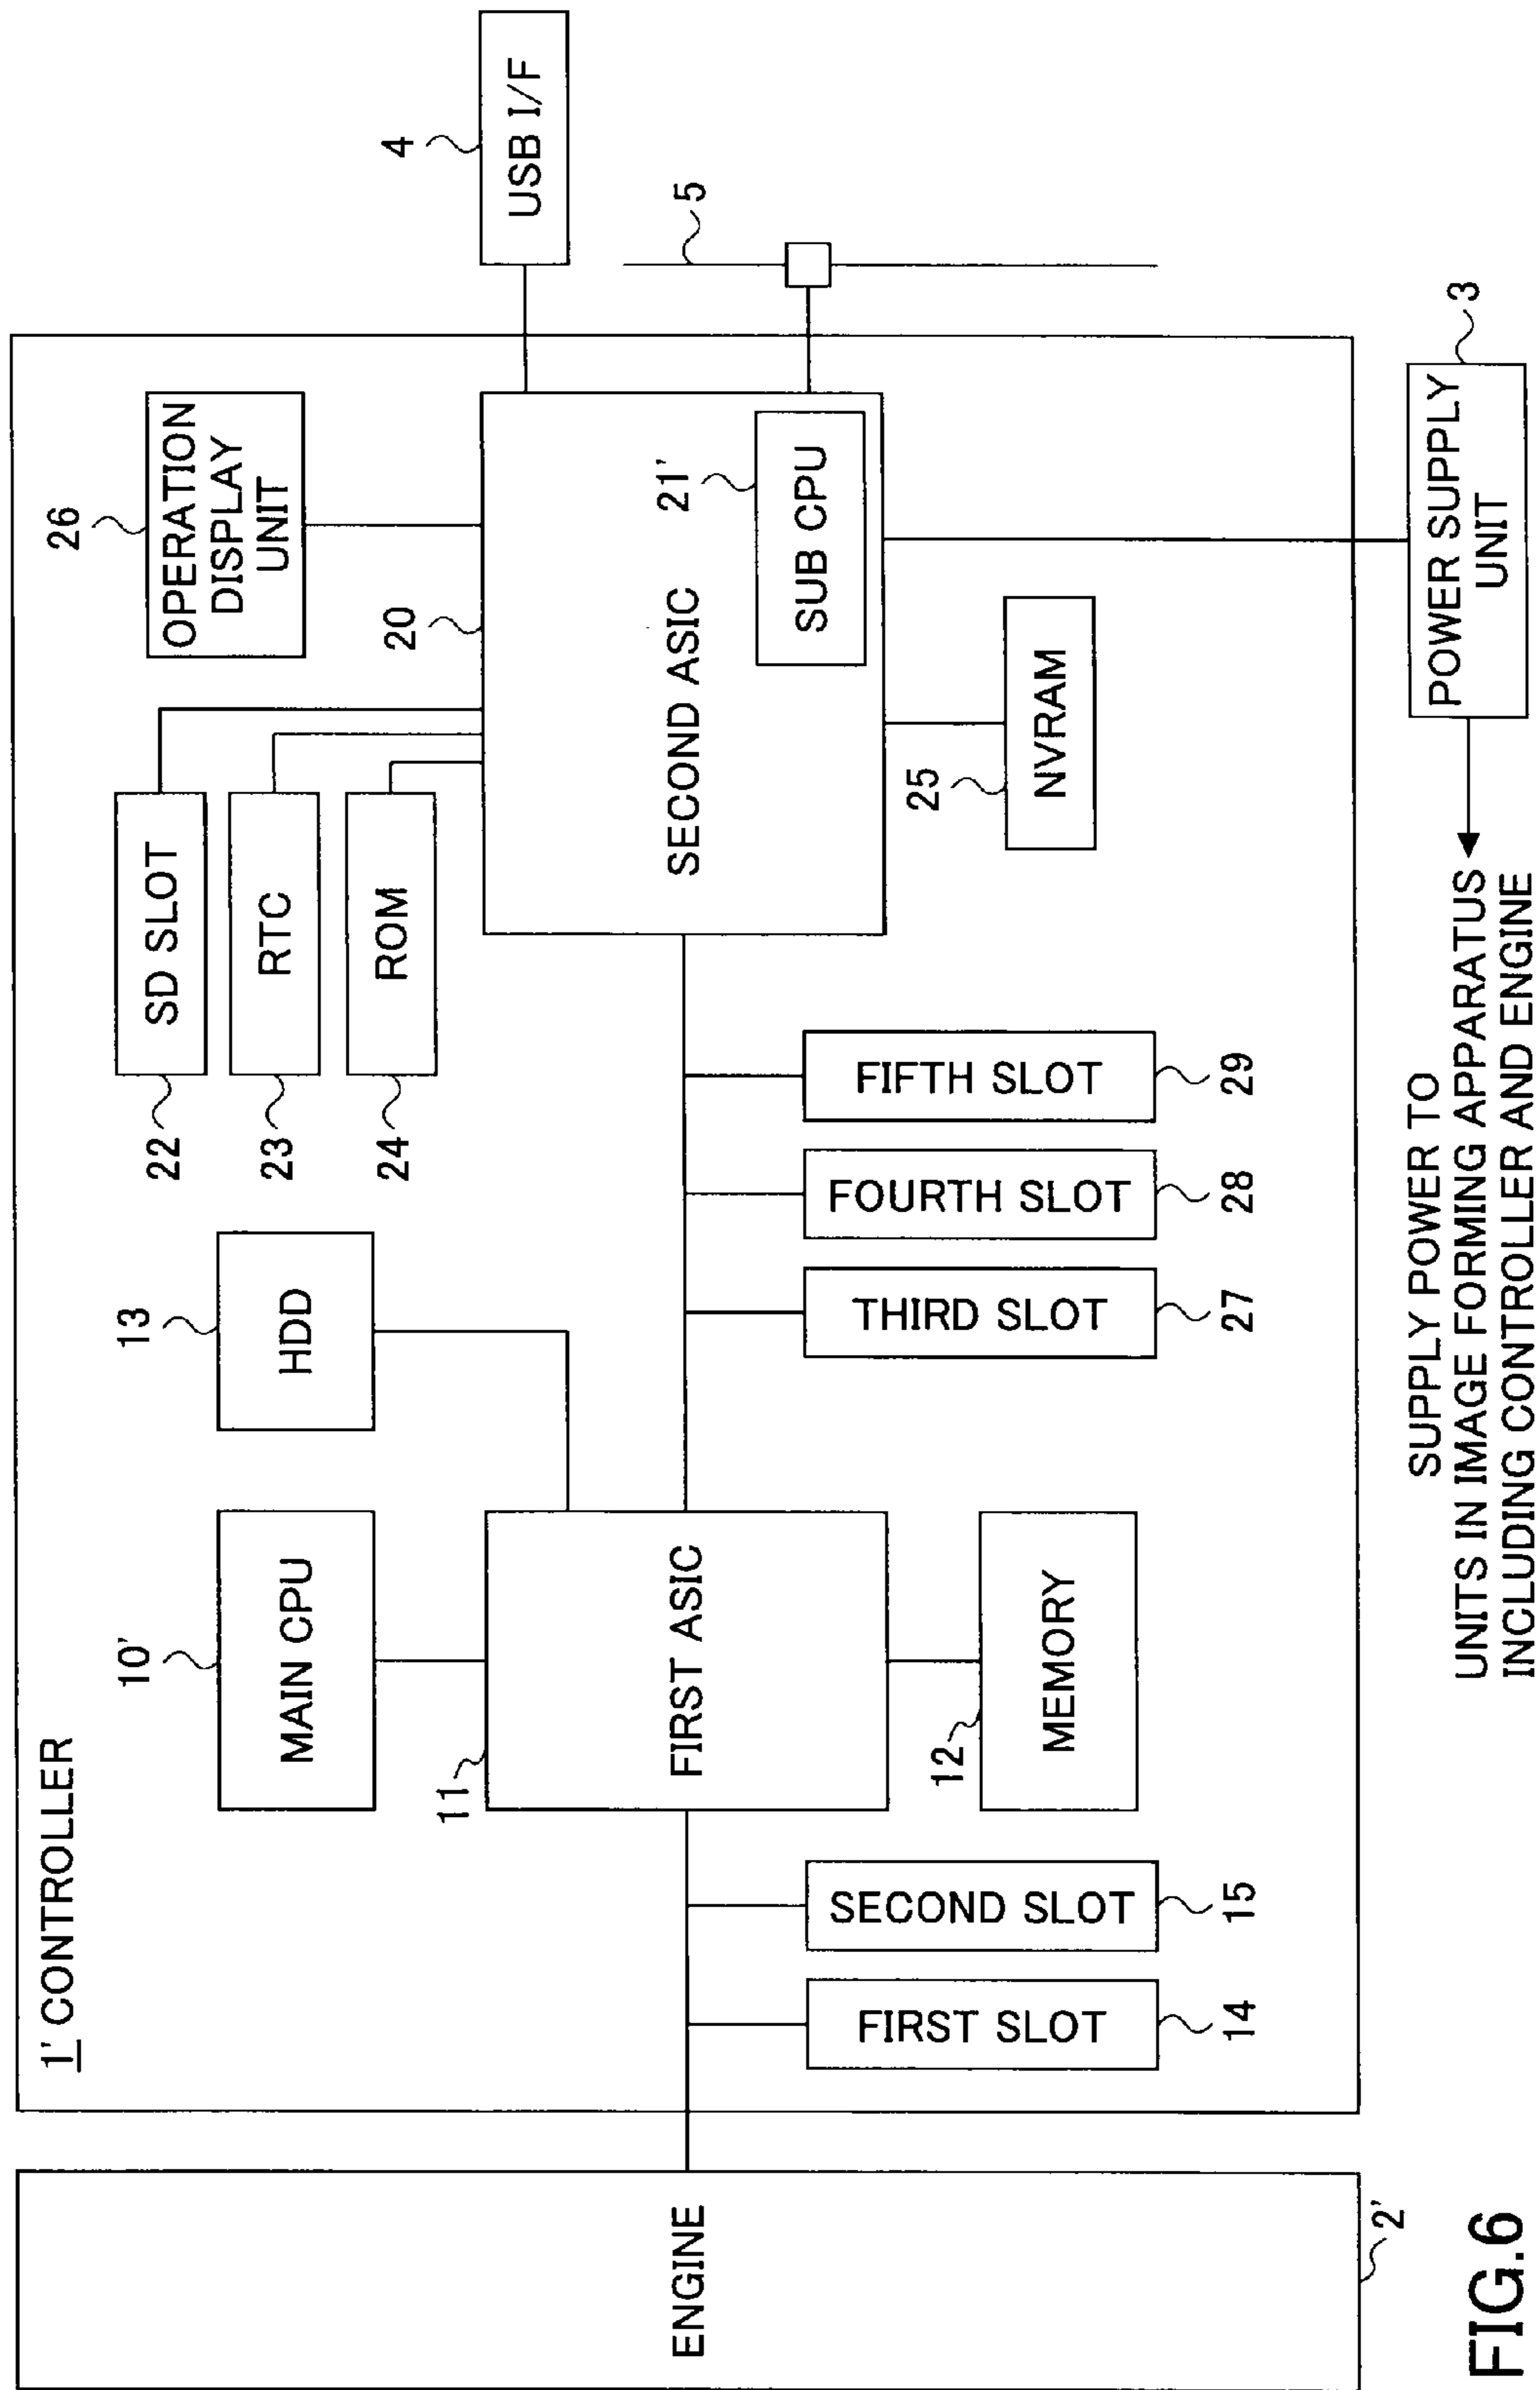 FIG.6
1' CONTROLLER
ENGINE
2'
10'
MAIN CPU
13
HDD
11
FIRST ASIC
12
MEMORY
FIRST SLOT
14
SECOND SLOT
15
THIRD SLOT
27
FOURTH SLOT
28
FIFTH SLOT
29
22
SD SLOT
23
RTC
24
ROM
26
OPERATION
DISPLAY
UNIT
20
SECOND ASIC
21'
SUB CPU
25
NVRAM
4
USB I/F
5
3
POWER SUPPLY
UNIT
SUPPLY POWER TO
UNITS IN IMAGE FORMING APPARATUS
INCLUDING CONTROLLER AND ENGINE